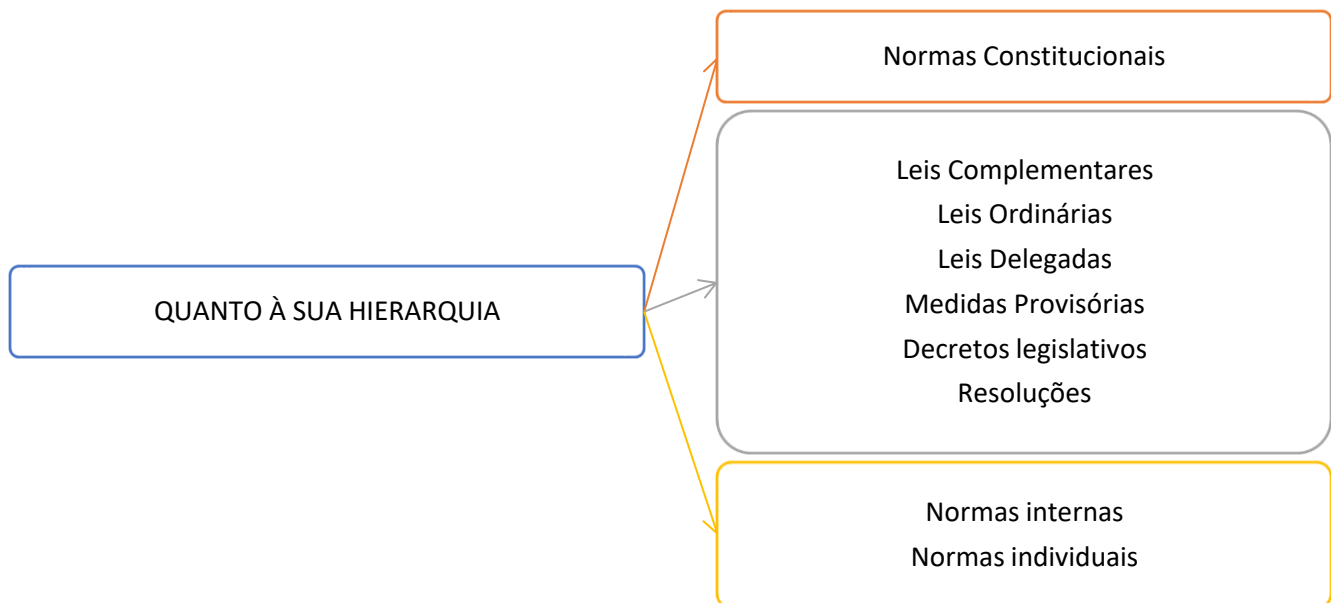 QUANTO À SUA HIERARQUIA
Normas Constitucionais
Leis Complementares
Leis Ordinárias
Leis Delegadas
Medidas Provisórias
Decretos legislativos
Resoluções
Normas internas
Normas individuais